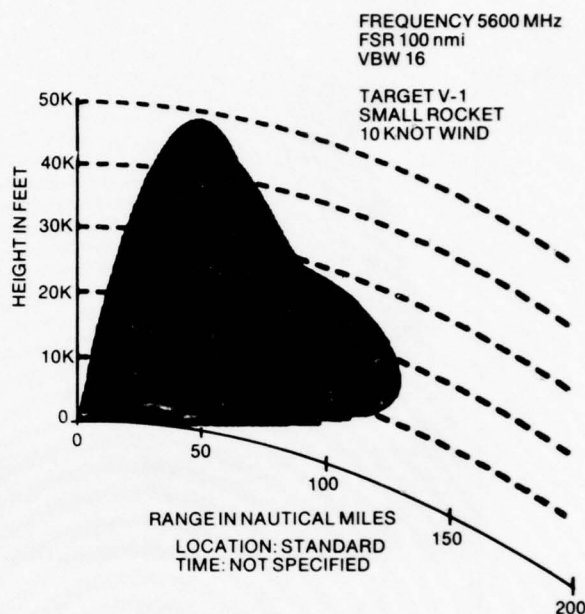 FREQUENCY 5600 MHz
FSR 100 nmi
VBW 16
TARGET V-1
SMALL ROCKET
10 KNOT WIND
HEIGHT IN FEET
50K
40K
30K
20K
10K
0
0
50
100
150
200
RANGE IN NAUTICAL MILES
LOCATION: STANDARD
TIME: NOT SPECIFIED